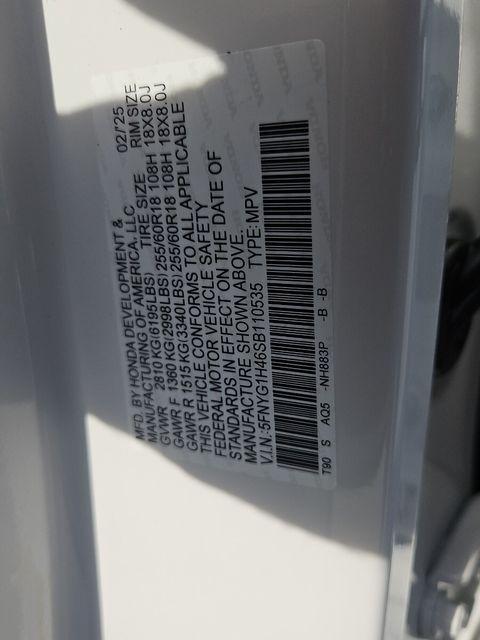 MFD. BY HONDA DEVELOPMENT & 02/'25
MANUFACTURING OF AMERICA, LLC
TIRE SIZE RIM SIZE
GVWR 2810 KG(6195LBS)
GAWR F 1360 KG(2998LBS) 255/60R18 108H 18X8.0J
GAWR R 1515 KG(3340LBS) 255/60R18 108H 18X8.0J
THIS VEHICLE CONFORMS TO ALL APPLICABLE
FEDERAL MOTOR VEHICLE SAFETY
STANDARDS IN EFFECT ON THE DATE OF
MANUFACTURE SHOWN ABOVE.
V.I.N.:5FNYG1H46SB110535 TYPE:MPV
T90 S AQ5 -NH883P -B -B